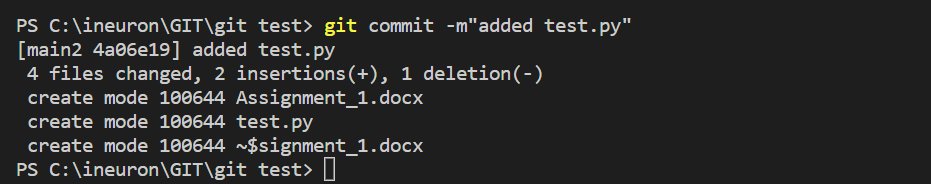 PS C:\ineuron\GIT\git test> git commit -m"added test.py"
[main2 4a06e19] added test.py
 4 files changed, 2 insertions(+), 1 deletion(-)
 create mode 100644 Assignment_1.docx
 create mode 100644 test.py
 create mode 100644 ~$signment_1.docx
PS C:\ineuron\GIT\git test>